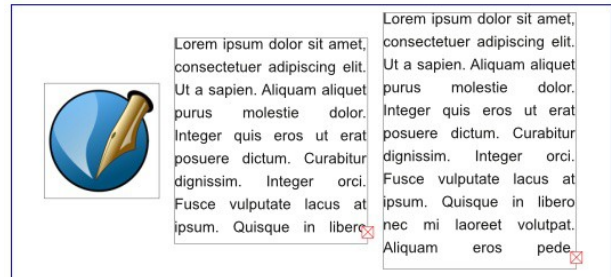 Lorem ipsum dolor sit amet,
consectetuer adipiscing elit.
Ut a sapien. Aliquam aliquet
purus molestie dolor.
Integer quis eros ut erat
posuere dictum. Curabitur
dignissim. Integer orci.
Fusce vulputate lacus at
ipsum. Quisque in libero
Lorem ipsum dolor sit amet,
consectetuer adipiscing elit.
Ut a sapien. Aliquam aliquet
purus molestie dolor.
Integer quis eros ut erat
posuere dictum. Curabitur
dignissim. Integer orci.
Fusce vulputate lacus at
ipsum. Quisque in libero
nec mi laoreet volutpat.
Aliquam eros pede.